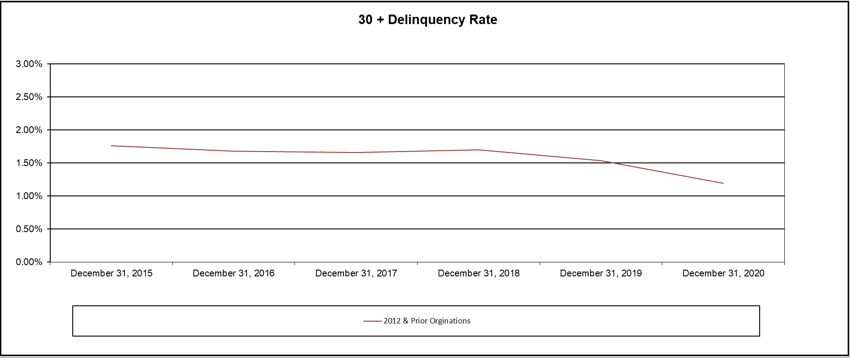 30 + Delinquency Rate
3.00%
2.50%
2.00%
1.50%
1.00%
0.50%
0.00%
December 31, 2015 December 31, 2016 December 31, 2017 December 31, 2018 December 31, 2019 December 31, 2020
2012 & Prior Orginations